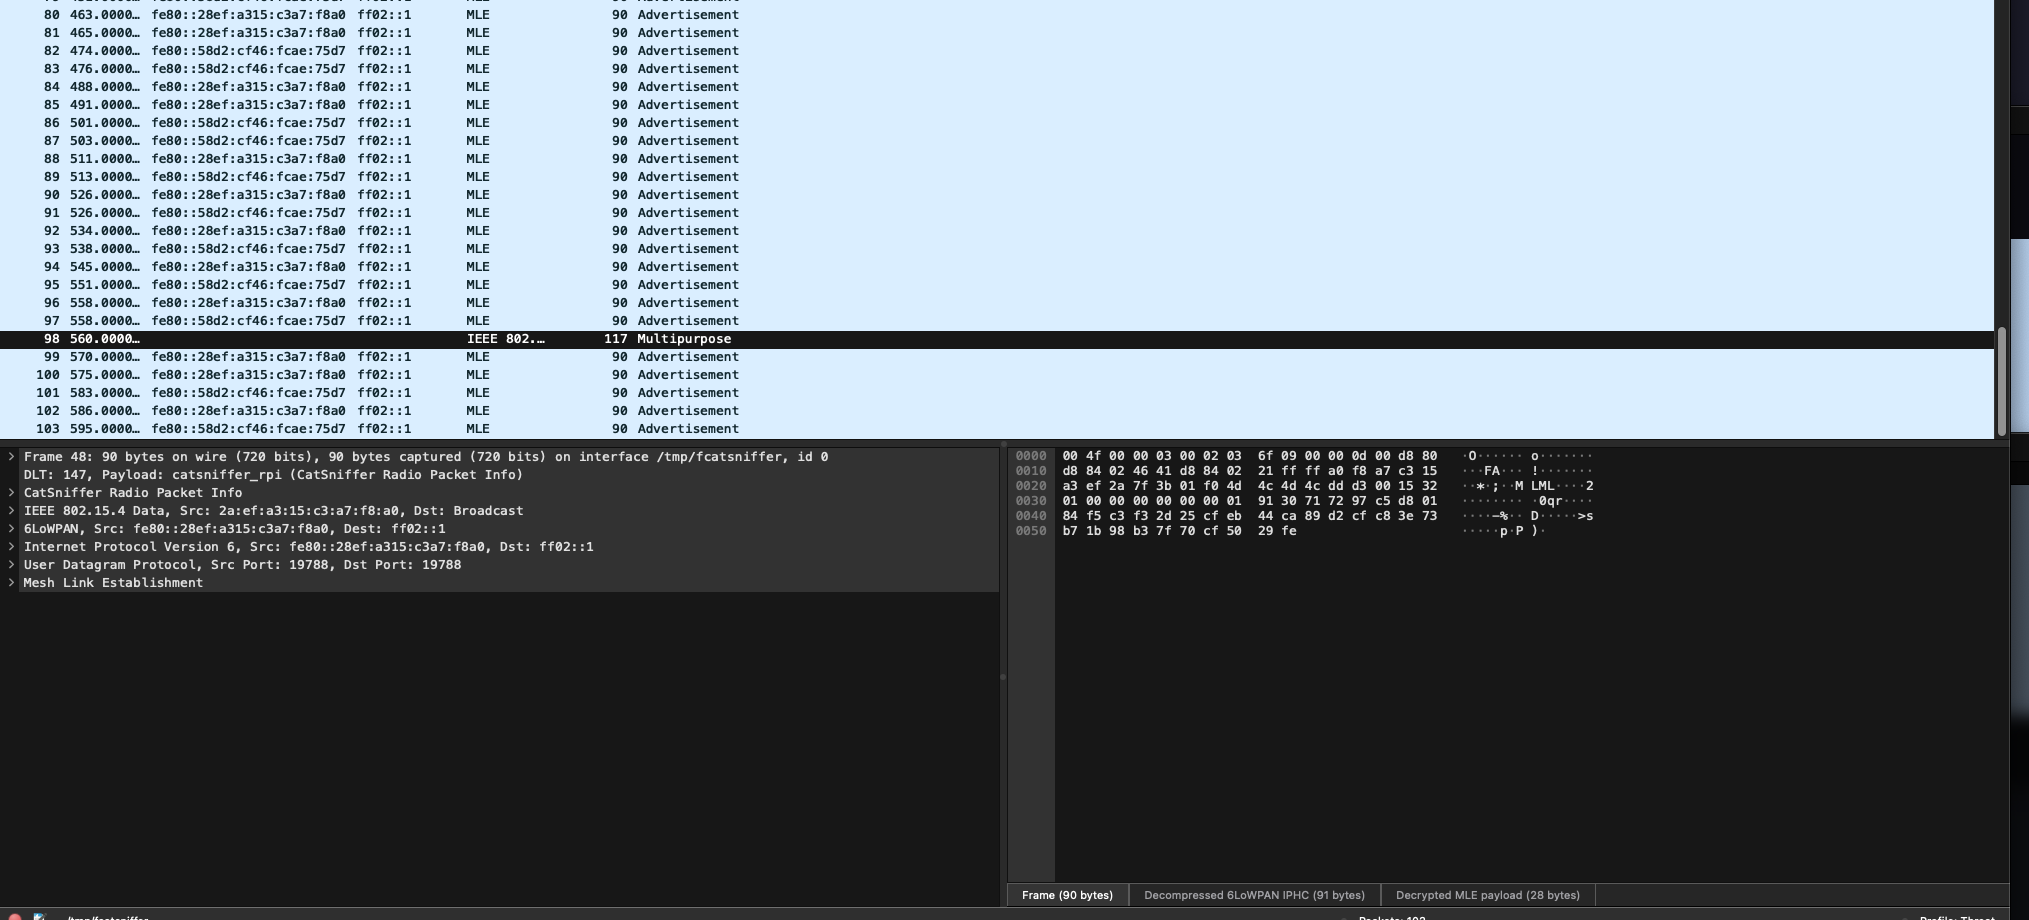 80 463.0000… fe80::28ef:a315:c3a7:f8a0 ff02::1 MLE 90 Advertisement
81 465.0000… fe80::28ef:a315:c3a7:f8a0 ff02::1 MLE 90 Advertisement
82 474.0000… fe80::58d2:cf46:fcae:75d7 ff02::1 MLE 90 Advertisement
83 476.0000… fe80::58d2:cf46:fcae:75d7 ff02::1 MLE 90 Advertisement
84 488.0000… fe80::28ef:a315:c3a7:f8a0 ff02::1 MLE 90 Advertisement
85 491.0000… fe80::28ef:a315:c3a7:f8a0 ff02::1 MLE 90 Advertisement
86 501.0000… fe80::58d2:cf46:fcae:75d7 ff02::1 MLE 90 Advertisement
87 503.0000… fe80::58d2:cf46:fcae:75d7 ff02::1 MLE 90 Advertisement
88 511.0000… fe80::28ef:a315:c3a7:f8a0 ff02::1 MLE 90 Advertisement
89 513.0000… fe80::58d2:cf46:fcae:75d7 ff02::1 MLE 90 Advertisement
90 526.0000… fe80::28ef:a315:c3a7:f8a0 ff02::1 MLE 90 Advertisement
91 526.0000… fe80::58d2:cf46:fcae:75d7 ff02::1 MLE 90 Advertisement
92 534.0000… fe80::28ef:a315:c3a7:f8a0 ff02::1 MLE 90 Advertisement
93 538.0000… fe80::58d2:cf46:fcae:75d7 ff02::1 MLE 90 Advertisement
94 545.0000… fe80::28ef:a315:c3a7:f8a0 ff02::1 MLE 90 Advertisement
95 551.0000… fe80::58d2:cf46:fcae:75d7 ff02::1 MLE 90 Advertisement
96 558.0000… fe80::28ef:a315:c3a7:f8a0 ff02::1 MLE 90 Advertisement
97 558.0000… fe80::58d2:cf46:fcae:75d7 ff02::1 MLE 90 Advertisement
98 560.0000… IEEE 802.… 117 Multipurpose
99 570.0000… fe80::28ef:a315:c3a7:f8a0 ff02::1 MLE 90 Advertisement
100 575.0000… fe80::28ef:a315:c3a7:f8a0 ff02::1 MLE 90 Advertisement
101 583.0000… fe80::58d2:cf46:fcae:75d7 ff02::1 MLE 90 Advertisement
102 586.0000… fe80::28ef:a315:c3a7:f8a0 ff02::1 MLE 90 Advertisement
103 595.0000… fe80::58d2:cf46:fcae:75d7 ff02::1 MLE 90 Advertisement
> Frame 48: 90 bytes on wire (720 bits), 90 bytes captured (720 bits) on interface /tmp/fcatsniffer, id 0
DLT: 147, Payload: catsniffer_rpi (CatSniffer Radio Packet Info)
> CatSniffer Radio Packet Info
> IEEE 802.15.4 Data, Src: 2a:ef:a3:15:c3:a7:f8:a0, Dst: Broadcast
> 6LoWPAN, Src: fe80::28ef:a315:c3a7:f8a0, Dest: ff02::1
> Internet Protocol Version 6, Src: fe80::28ef:a315:c3a7:f8a0, Dst: ff02::1
> User Datagram Protocol, Src Port: 19788, Dst Port: 19788
> Mesh Link Establishment
0000 00 4f 00 00 03 00 02 03 6f 09 00 00 0d 00 d8 80 ·O······ o·······
0010 d8 84 02 46 41 d8 84 02 21 ff ff a0 f8 a7 c3 15 ···FA··· !·······
0020 a3 ef 2a 7f 3b 01 f0 4d 4c 4d 4c dd d3 00 15 32 ··*·;··M LML····2
0030 01 00 00 00 00 00 00 01 91 30 71 72 97 c5 d8 01 ········ ·0qr····
0040 84 f5 c3 f3 2d 25 cf eb 44 ca 89 d2 cf c8 3e 73 ····–%·· D·····>s
0050 b7 1b 98 b3 7f 70 cf 50 29 fe ·····p·P )·
Frame (90 bytes) Decompressed 6LoWPAN IPHC (91 bytes) Decrypted MLE payload (28 bytes)